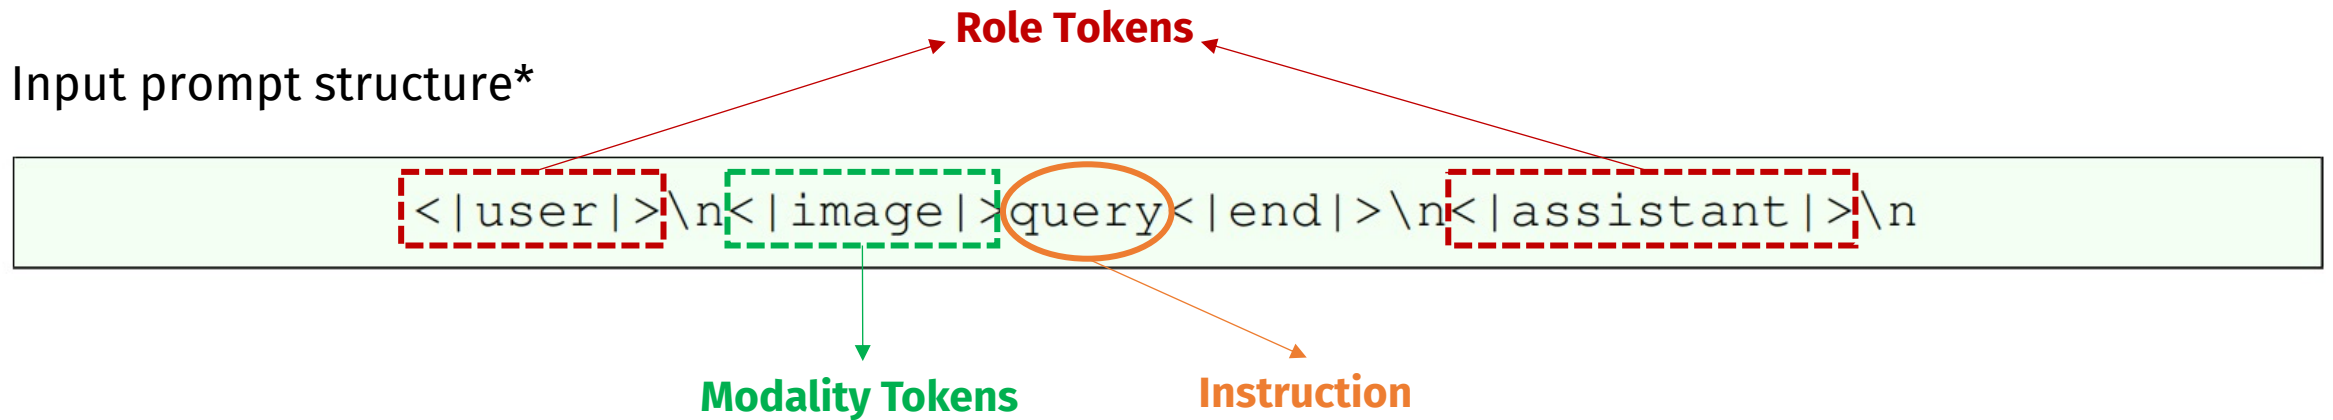 Role Tokens
Input prompt structure*
<|user|>\n<|image|>query<|end|>\n<|assistant|>\n
Modality Tokens
Instruction